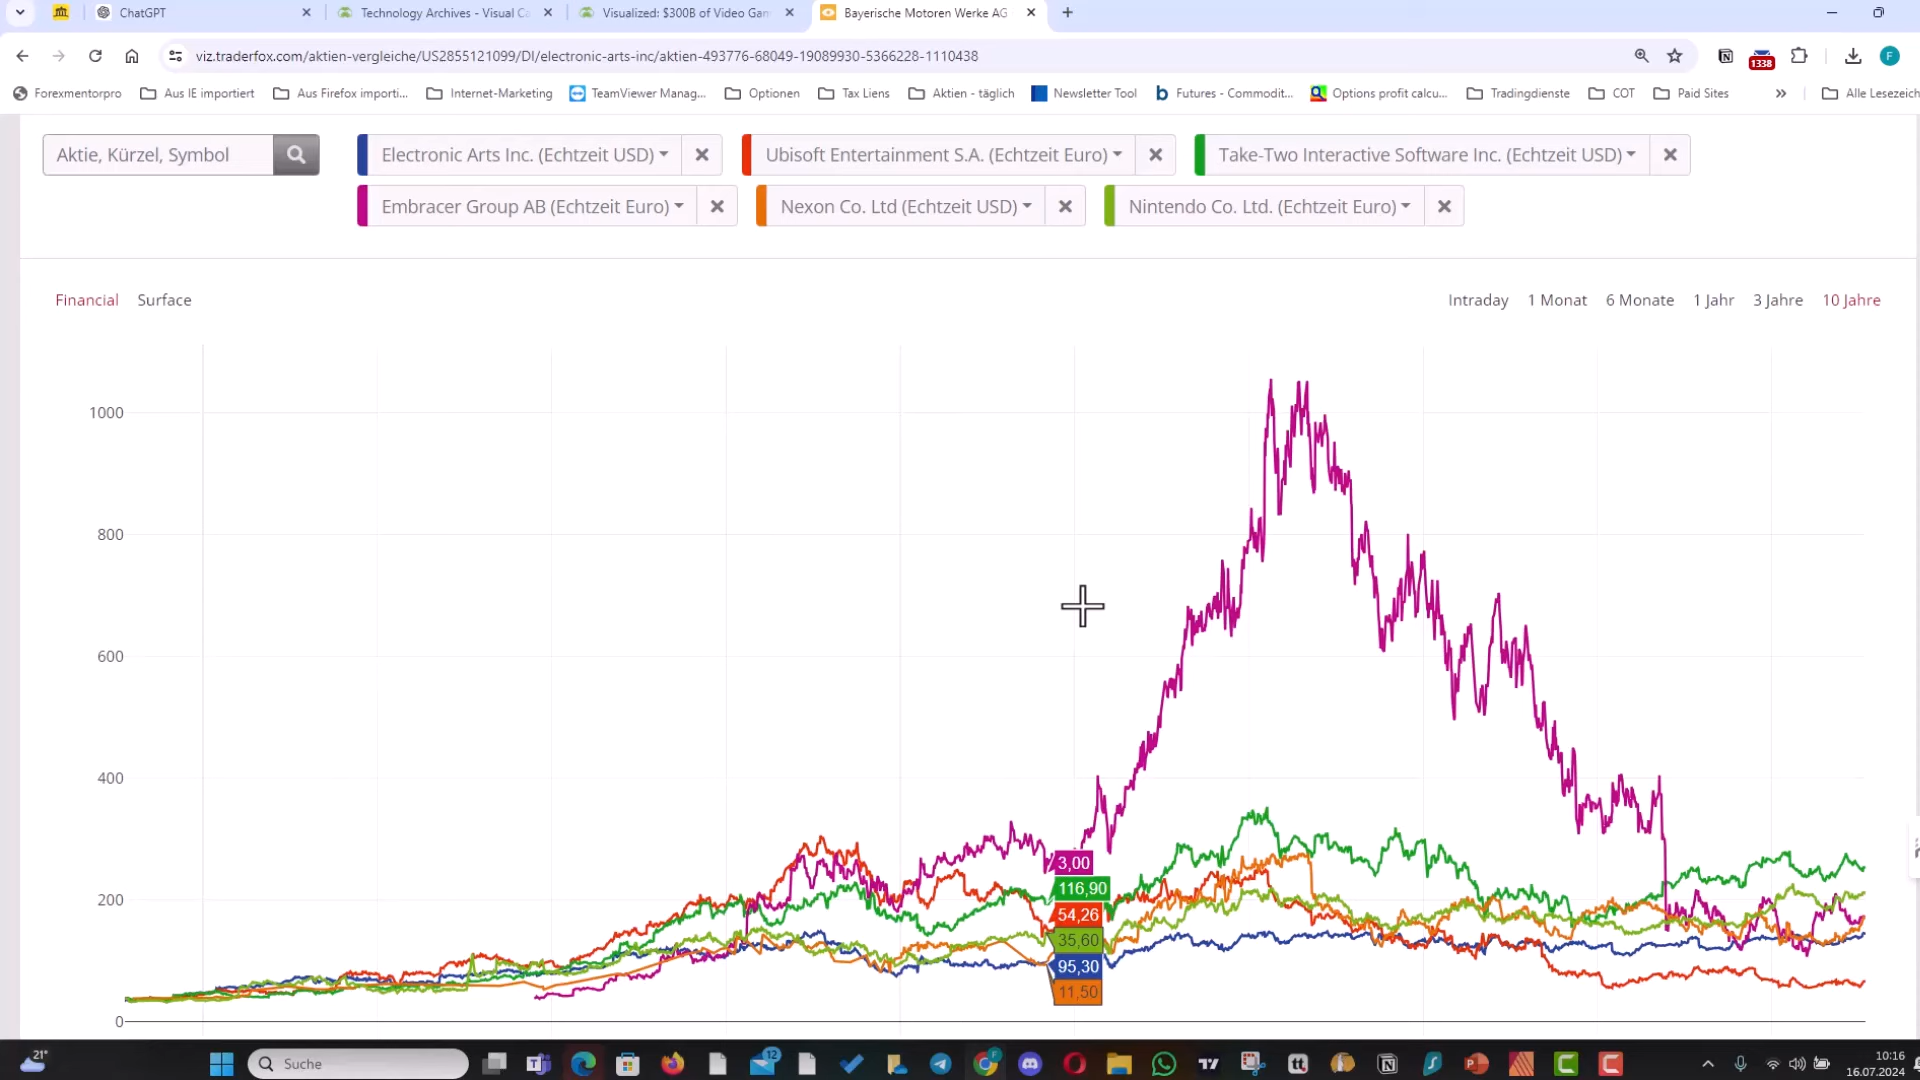 ChatGPT
Technology Archives - Visual Ca
Visualized: $300B of Video Gam
Bayerische Motoren Werke AG
viz.traderfox.com/aktien-vergleiche/US2855121099/DI/electronic-arts-inc/aktien-493776-68049-19089930-5366228-1110438
1338
F
Forexmentorpro
Aus IE importiert
Aus Firefox importi...
Internet-Marketing
TeamViewer Manag...
Optionen
Tax Liens
Aktien - täglich
Newsletter Tool
Futures - Commodit...
Options profit calcu...
Tradingdienste
COT
Paid Sites
»
Alle Lesezeich
Aktie, Kürzel, Symbol
Electronic Arts Inc. (Echtzeit USD)
Ubisoft Entertainment S.A. (Echtzeit Euro)
Take-Two Interactive Software Inc. (Echtzeit USD)
Embracer Group AB (Echtzeit Euro)
Nexon Co. Ltd (Echtzeit USD)
Nintendo Co. Ltd. (Echtzeit Euro)
Financial
Surface
Intraday
1 Monat
6 Monate
1 Jahr
3 Jahre
10 Jahre
1000
800
600
400
200
0
3,00
116,90
54,26
35,60
95,30
11,50
21°
Suche
12
F
10:16
16.07.2024